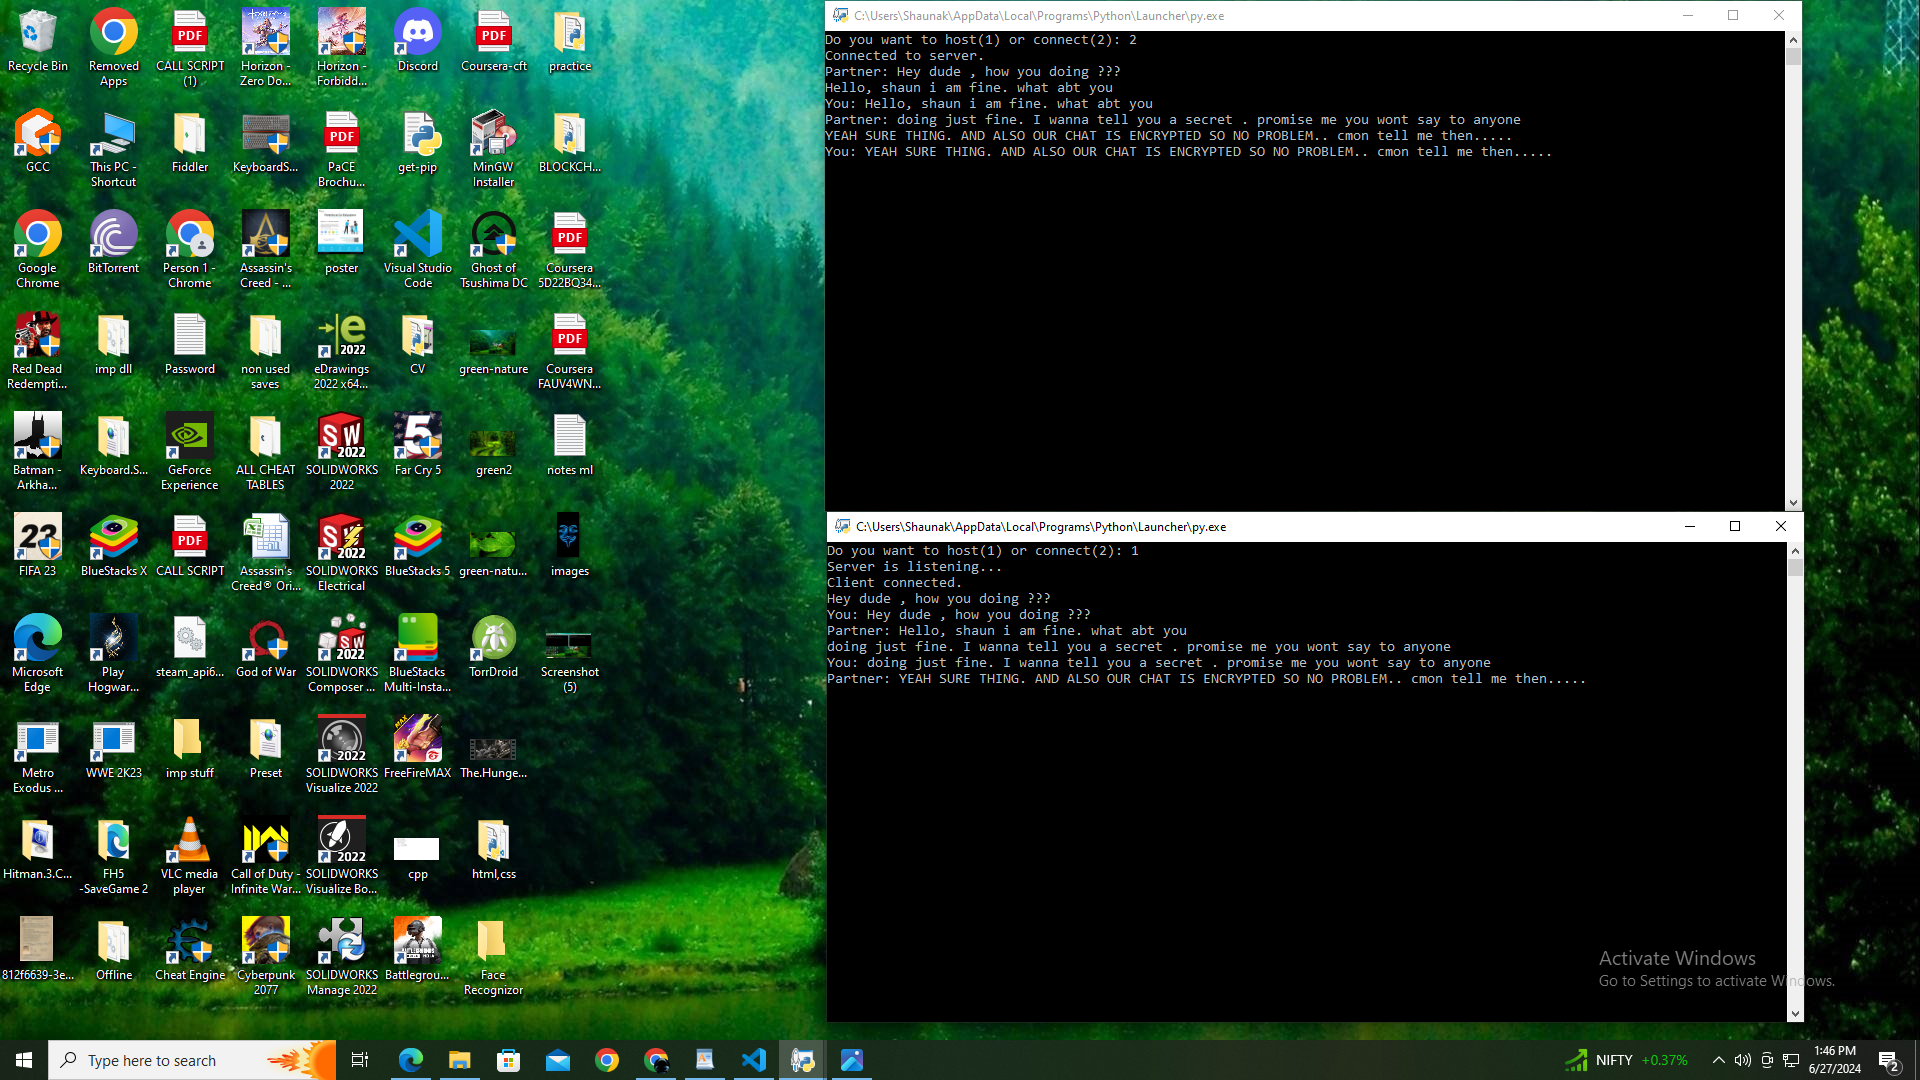 Recycle Bin
Removed
Apps
PDF
CALL SCRIPT
(1)
Horizon -
Zero Do...
Horizon -
Forbidd...
Discord
PDF
Coursera-cft
practice
GCC
This PC -
Shortcut
Fiddler
KeyboardS...
PDF
PaCE
Brochu...
get-pip
MinGW
Installer
BLOCKCH...
Google
Chrome
BitTorrent
Person 1 -
Chrome
Assassin's
Creed - ...
poster
Visual Studio
Code
Ghost of
Tsushima DC
PDF
Coursera
5D22BQ34...
Red Dead
Redempti...
imp dll
Password
non used
saves
2022
eDrawings
2022 x64...
CV
green-nature
PDF
Coursera
FAUV4WN...
Batman -
Arkha...
Keyboard.S...
GeForce
Experience
ALL CHEAT
TABLES
SW
2022
SOLIDWORKS
2022
5
Far Cry 5
green2
notes ml
23
FIFA 23
BlueStacks X
PDF
CALL SCRIPT
Assassin's
Creed® Ori...
SW
2022
SOLIDWORKS
Electrical
BlueStacks 5
green-natu...
images
Microsoft
Edge
Play
Hogwar...
steam_api6...
God of War
SW
2022
SOLIDWORKS
Composer ...
BlueStacks
Multi-Insta...
TorrDroid
Screenshot
(5)
Metro
Exodus ...
WWE 2K23
imp stuff
Preset
2022
SOLIDWORKS
Visualize 2022
MAX
FreeFireMAX
The.Hunge...
Hitman.3.C...
FH5
-SaveGame 2
VLC media
player
Call of Duty -
Infinite War...
2022
SOLIDWORKS
Visualize Bo...
cpp
html,css
812f6639-3e...
Offline
Cheat Engine
Cyberpunk
2077
SOLIDWORKS
Manage 2022
Battlegrou...
Face
Recognizor
C:\Users\Shaunak\AppData\Local\Programs\Python\Launcher\py.exe
Do you want to host(1) or connect(2): 2
Connected to server.
Partner: Hey dude , how you doing ???
Hello, shaun i am fine. what abt you
You: Hello, shaun i am fine. what abt you
Partner: doing just fine. I wanna tell you a secret . promise me you wont say to anyone
YEAH SURE THING. AND ALSO OUR CHAT IS ENCRYPTED SO NO PROBLEM.. cmon tell me then.....
You: YEAH SURE THING. AND ALSO OUR CHAT IS ENCRYPTED SO NO PROBLEM.. cmon tell me then.....
C:\Users\Shaunak\AppData\Local\Programs\Python\Launcher\py.exe
Do you want to host(1) or connect(2): 1
Server is listening...
Client connected.
Hey dude , how you doing ???
You: Hey dude , how you doing ???
Partner: Hello, shaun i am fine. what abt you
doing just fine. I wanna tell you a secret . promise me you wont say to anyone
You: doing just fine. I wanna tell you a secret . promise me you wont say to anyone
Partner: YEAH SURE THING. AND ALSO OUR CHAT IS ENCRYPTED SO NO PROBLEM.. cmon tell me then.....
Activate Windows
Go to Settings to activate Windows.
Type here to search
NIFTY +0.37%
1:46 PM
6/27/2024
2